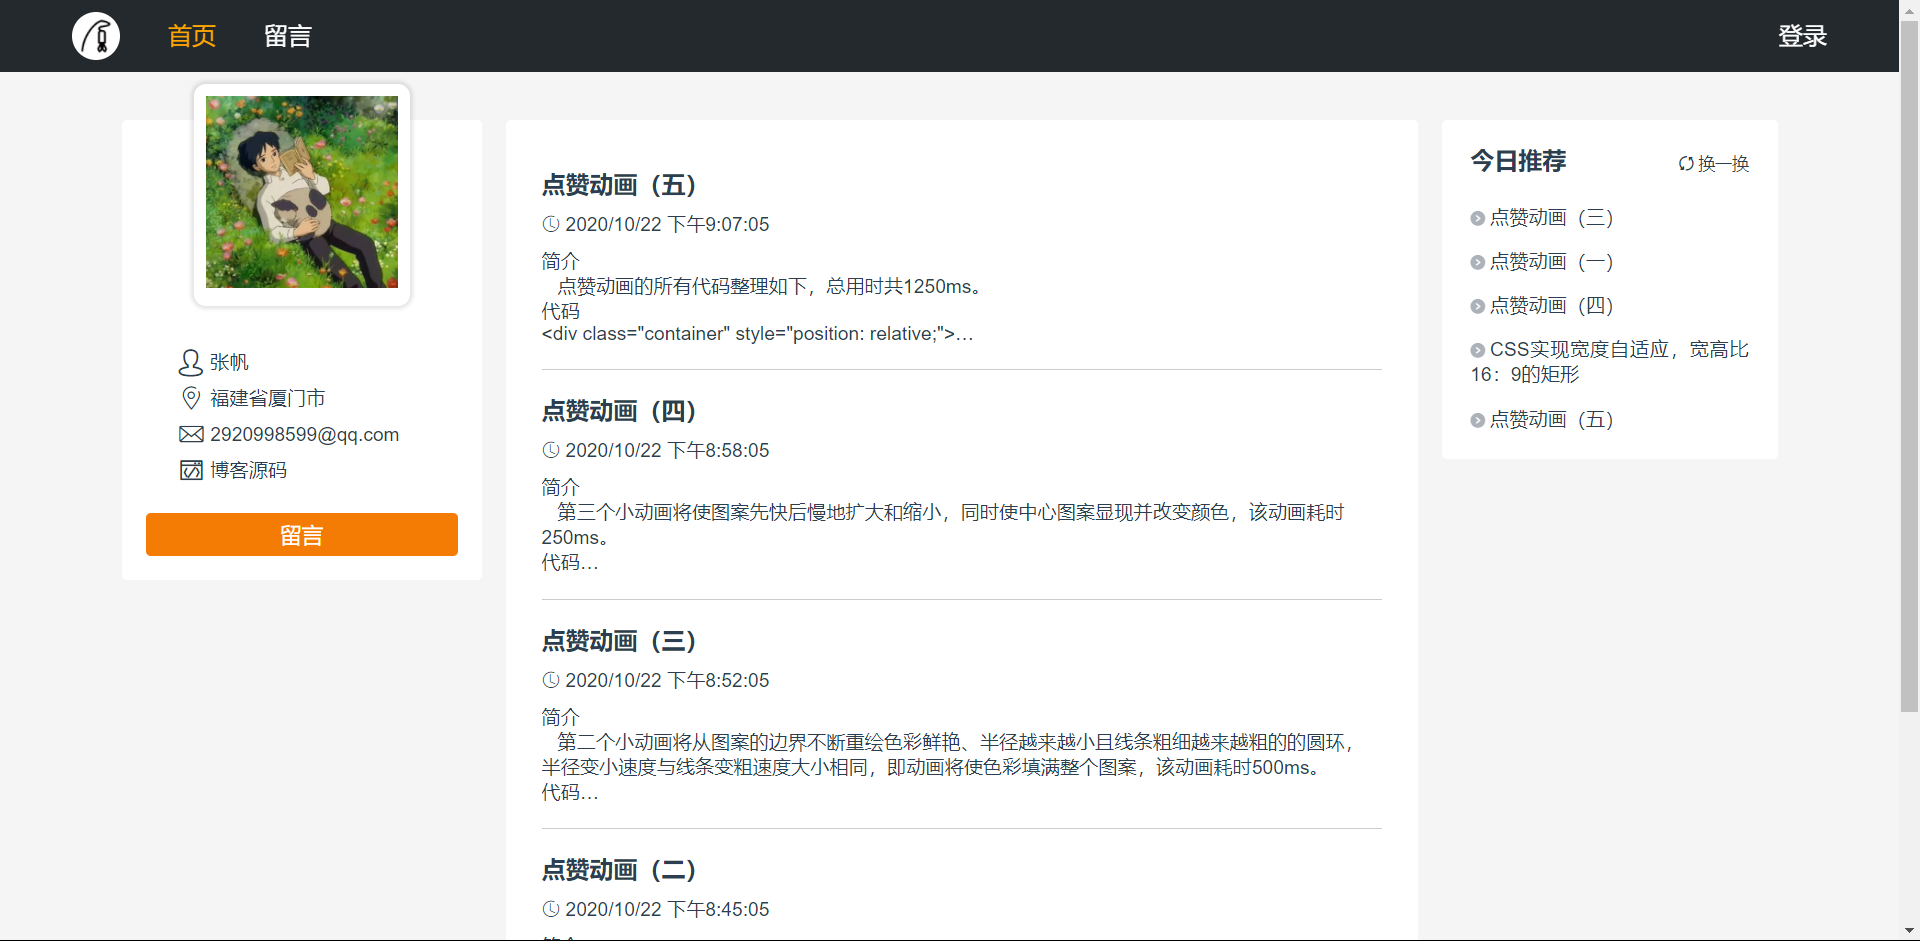 首页
留言
登录
张帆
福建省厦门市
2920998599@qq.com
博客源码
留言
点赞动画（五）
2020/10/22 下午9:07:05
简介
点赞动画的所有代码整理如下，总用时共1250ms。
代码
<div class="container" style="position: relative;">...
点赞动画（四）
2020/10/22 下午8:58:05
简介
第三个小动画将使图案先快后慢地扩大和缩小，同时使中心图案显现并改变颜色，该动画耗时
250ms。
代码...
点赞动画（三）
2020/10/22 下午8:52:05
简介
第二个小动画将从图案的边界不断重绘色彩鲜艳、半径越来越小且线条粗细越来越粗的的圆环，
半径变小速度与线条变粗速度大小相同，即动画将使色彩填满整个图案，该动画耗时500ms。
代码...
点赞动画（二）
2020/10/22 下午8:45:05
今日推荐
换一换
点赞动画（三）
点赞动画（一）
点赞动画（四）
CSS实现宽度自适应，宽高比
16：9的矩形
点赞动画（五）